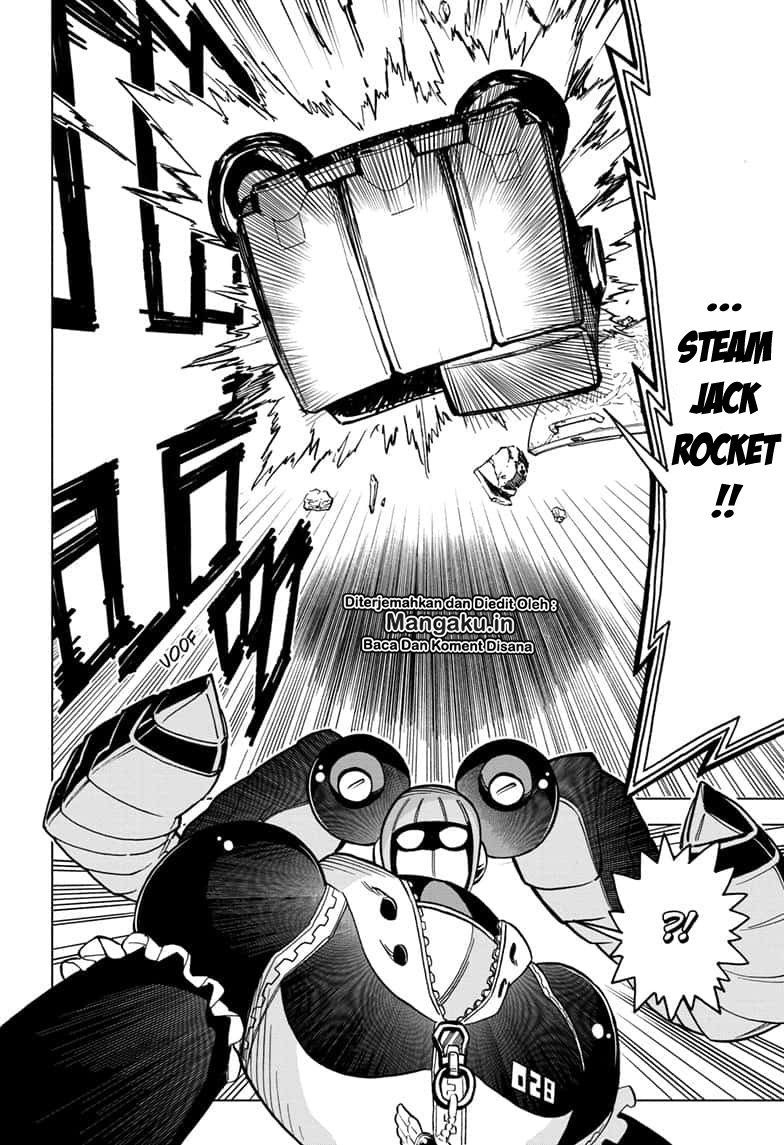 ...
STEAM
JACK
ROCKET
!!
Diterjemahkan dan Diedit Oleh :
Mangaku.in
Baca Dan Koment Disana
VOOF
?!
028